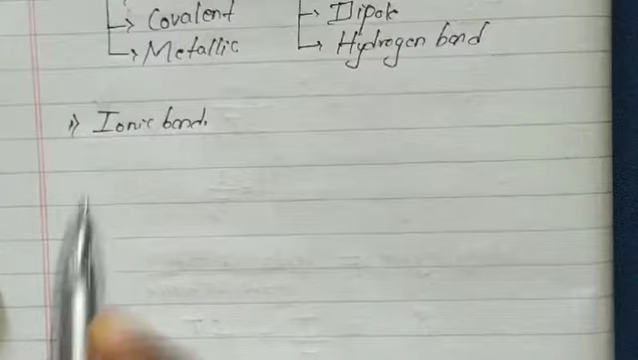 Covalent
Dipole
Metallic
Hydrogen bond
1) Ionic bond.